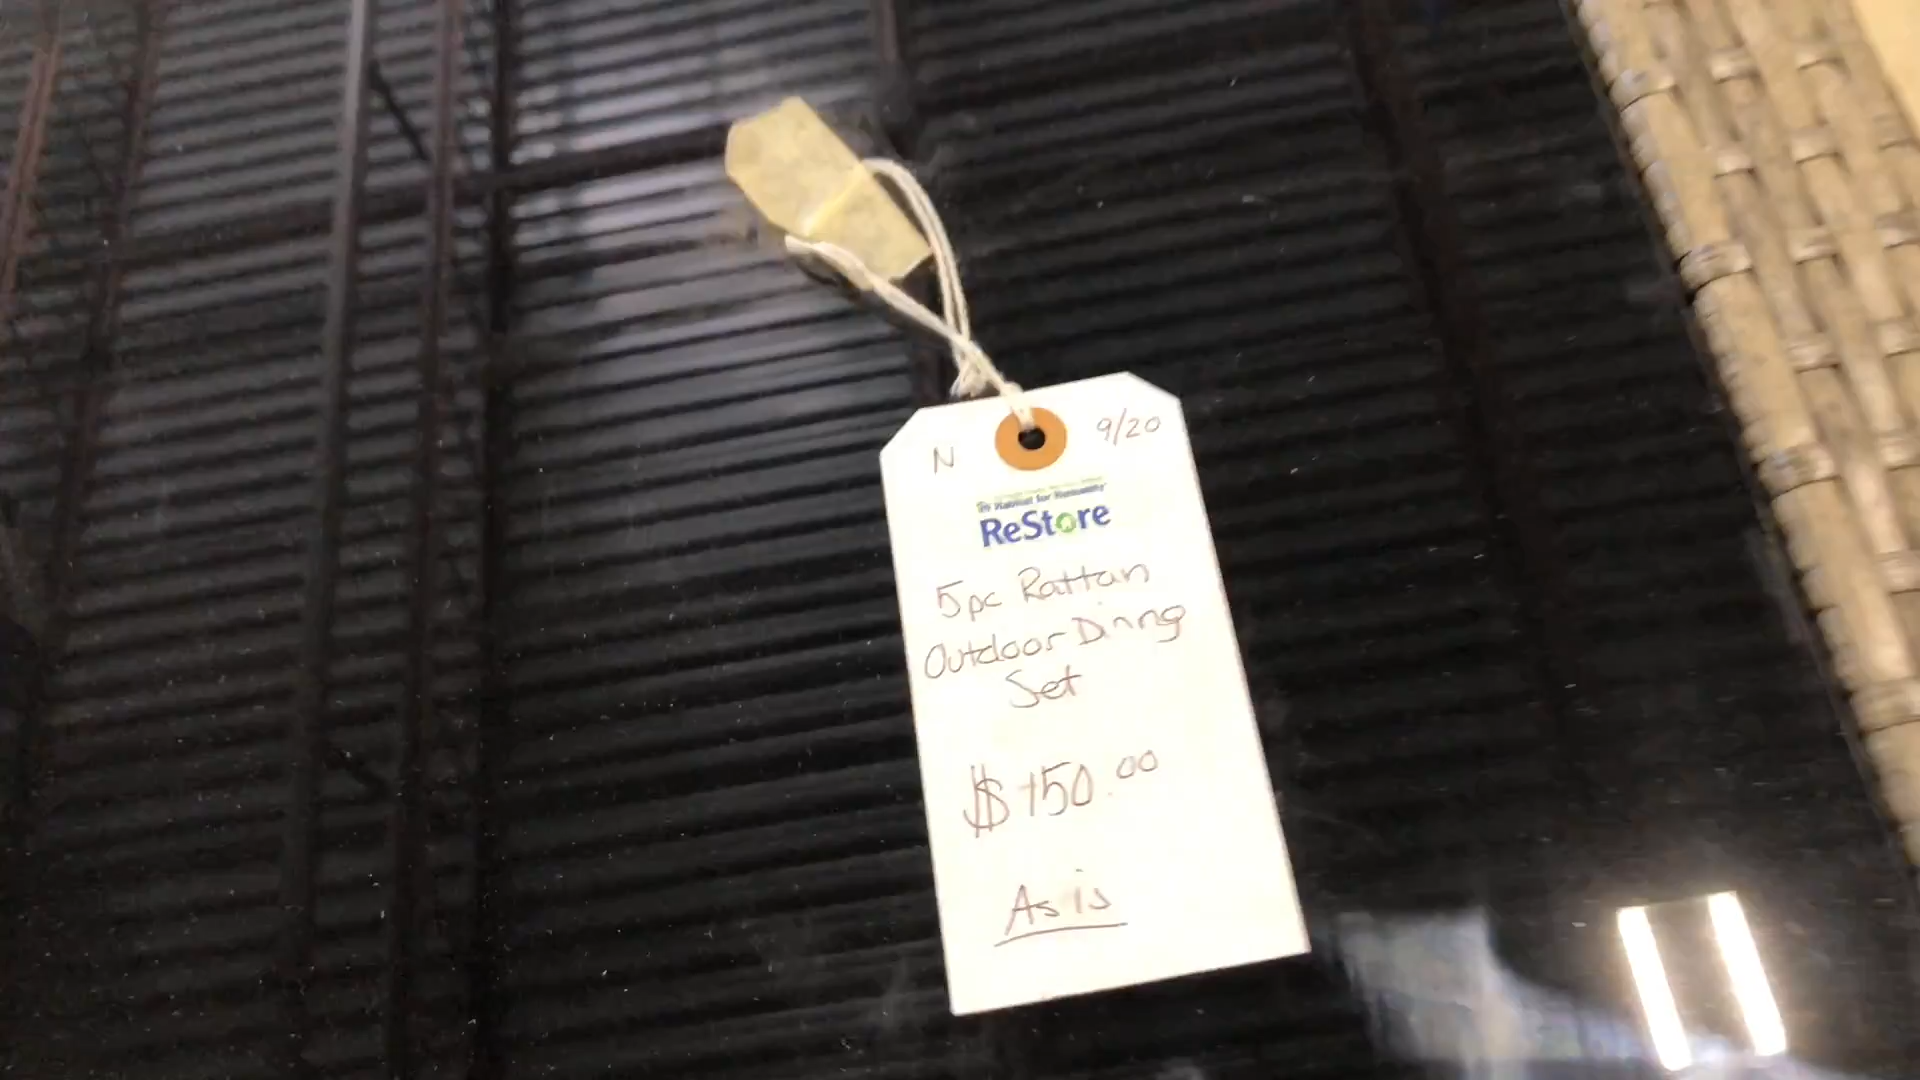 N 9/20
Habitat for Humanity
ReStore
5pc Rattan
Outdoor Dining
Set
$150.00
As is